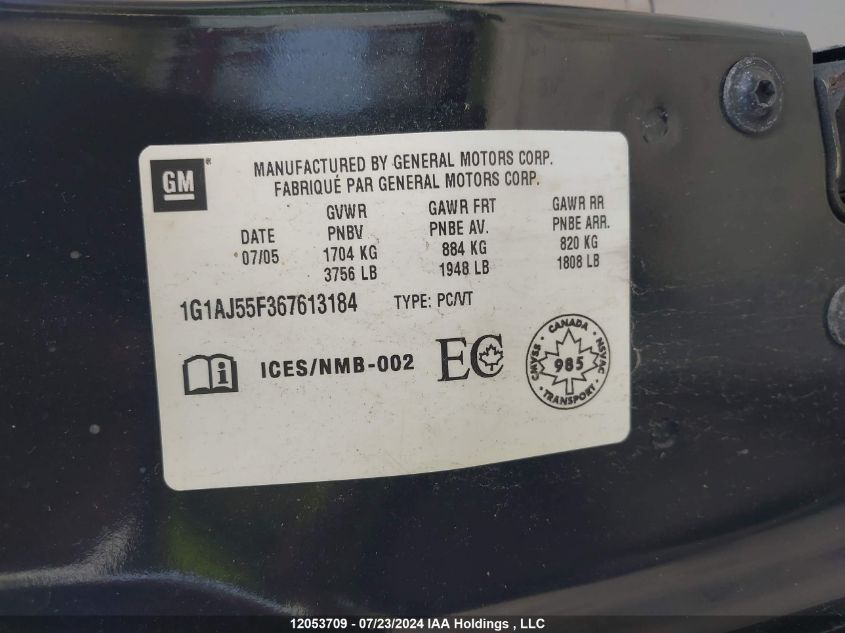 GM
MANUFACTURED BY GENERAL MOTORS CORP.
FABRIQUÉ PAR GENERAL MOTORS CORP.
DATE
07/05
GVWR
PNBV
1704 KG
3756 LB
GAWR FRT
PNBE AV.
884 KG
1948 LB
GAWR RR
PNBE ARR.
820 KG
1808 LB
1G1AJ55F367613184 TYPE: PC/VT
i ICES/NMB-002 EC
CANADA
CMVSS 985 NSVAC
TRANSPORT
12053709 - 07/23/2024 IAA Holdings , LLC